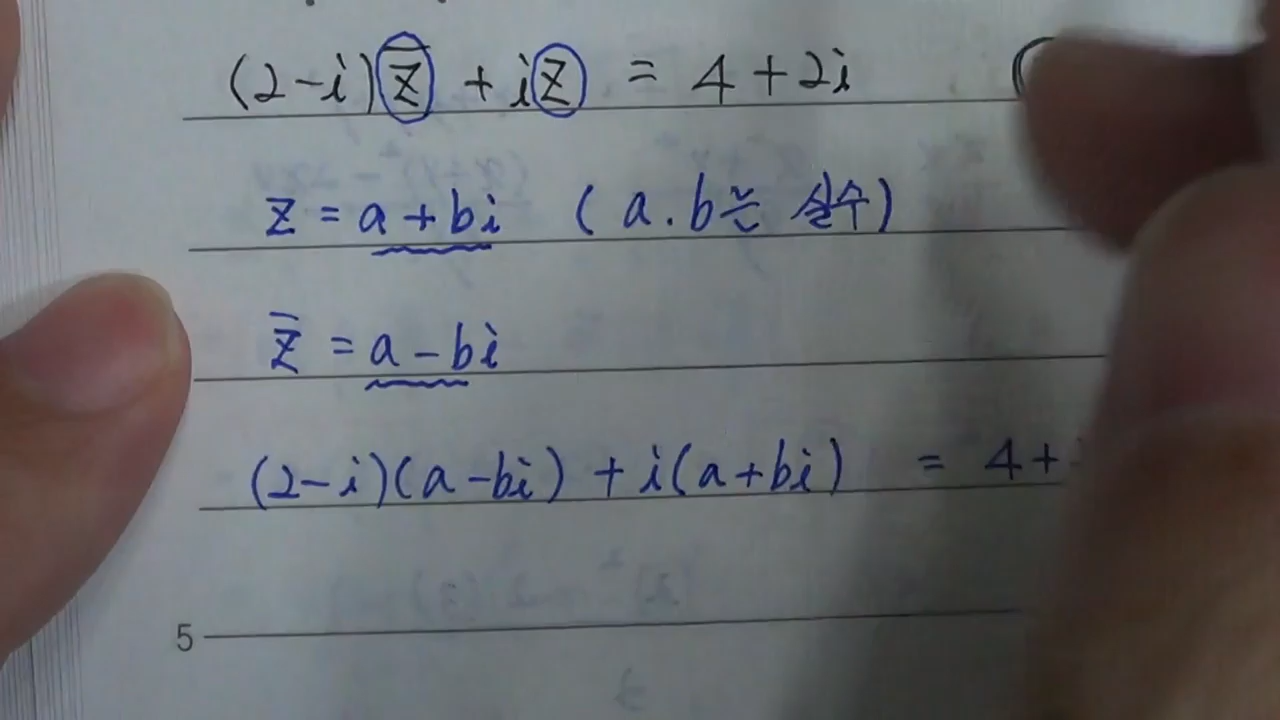 (2-i)z̅ + iz = 4+2i (
z = a+bi ( a.b는 실수)
z̅ = a-bi
(2-i)(a-bi) + i(a+bi) = 4+
5